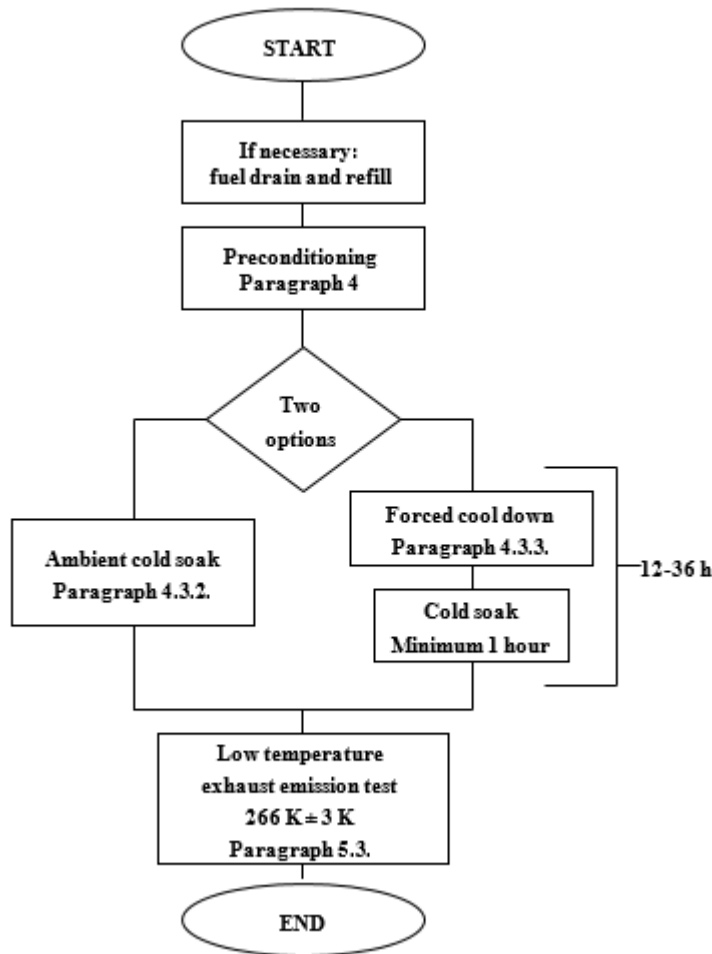 START
If necessary:
fuel drain and refill
Preconditioning
Paragraph 4
Two
options
Ambient cold soak
Paragraph 4.3.2.
Forced cool down
Paragraph 4.3.3.
Cold soak
Minimum 1 hour
12-36 h
Low temperature
exhaust emission test
266 K ± 3 K
Paragraph 5.3.
END